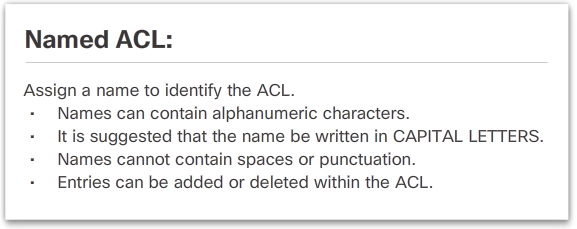 Named ACL:
Assign a name to identify the ACL.
▪ Names can contain alphanumeric characters.
▪ It is suggested that the name be written in CAPITAL LETTERS.
▪ Names cannot contain spaces or punctuation.
▪ Entries can be added or deleted within the ACL.